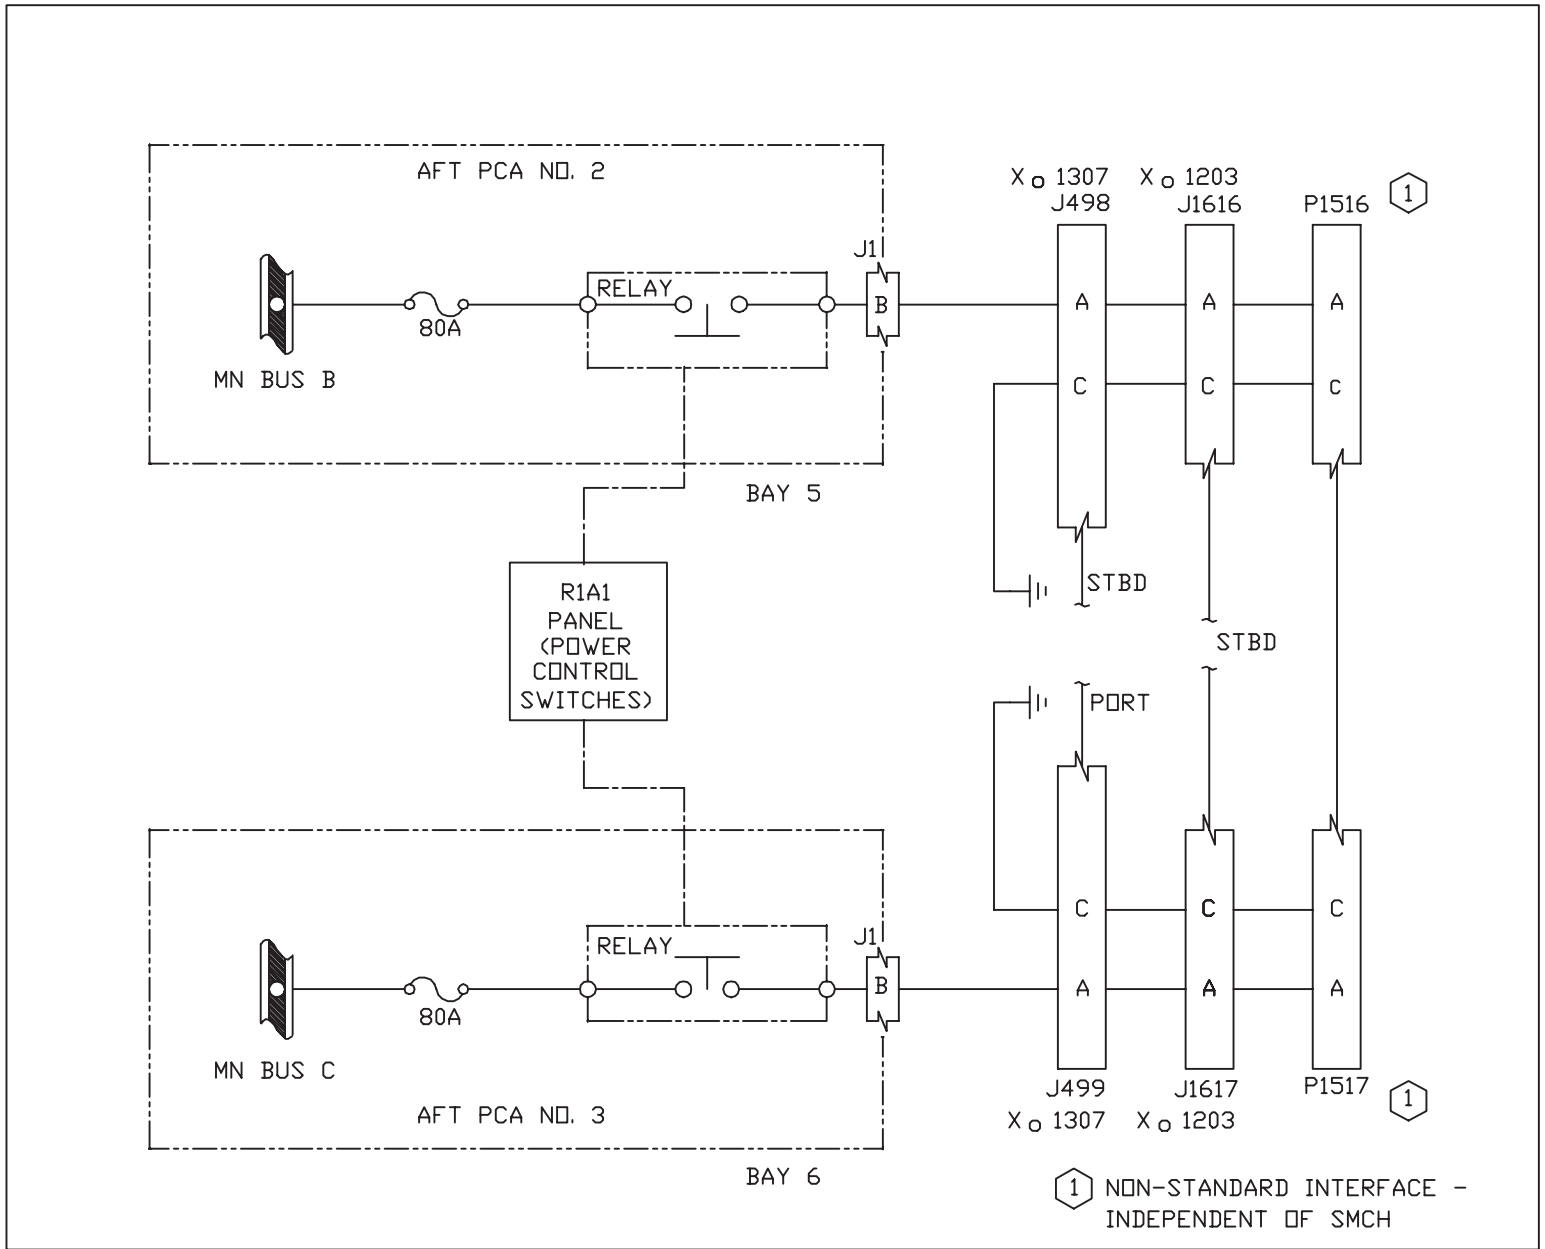 AFT PCA NO. 2
X o 1307
J498
X o 1203
J1616
P1516
1
J1
RELAY
B
A
A
A
80A
MN BUS B
C
C
c
BAY 5
STBD
R1A1
PANEL
(POWER
CONTROL
SWITCHES)
STBD
PORT
C
C
C
J1
RELAY
B
A
A
A
80A
MN BUS C
J499
X o 1307
J1617
X o 1203
P1517
1
AFT PCA NO. 3
BAY 6
1 NON-STANDARD INTERFACE -
INDEPENDENT OF SMCH